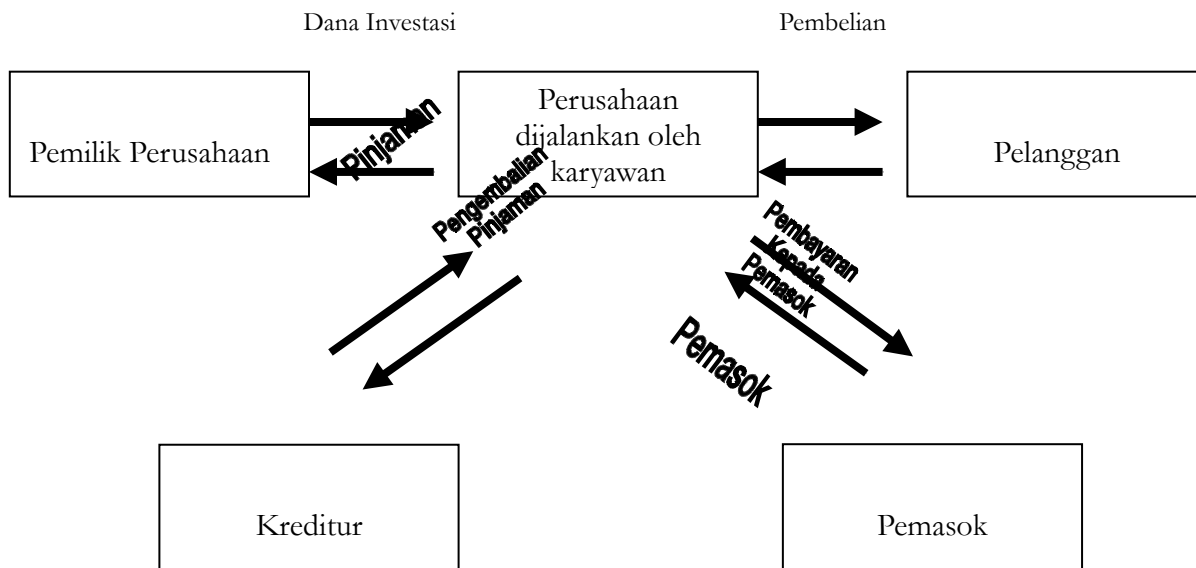 Dana Investasi
Pembelian
Pemilik Perusahaan
Pinjaman
Perusahaan
dijalankan oleh
karyawan
Pelanggan
Pengembalian
Pinjaman
Pembayaran
Kepada
Pemasok
Pemasok
Kreditur
Pemasok